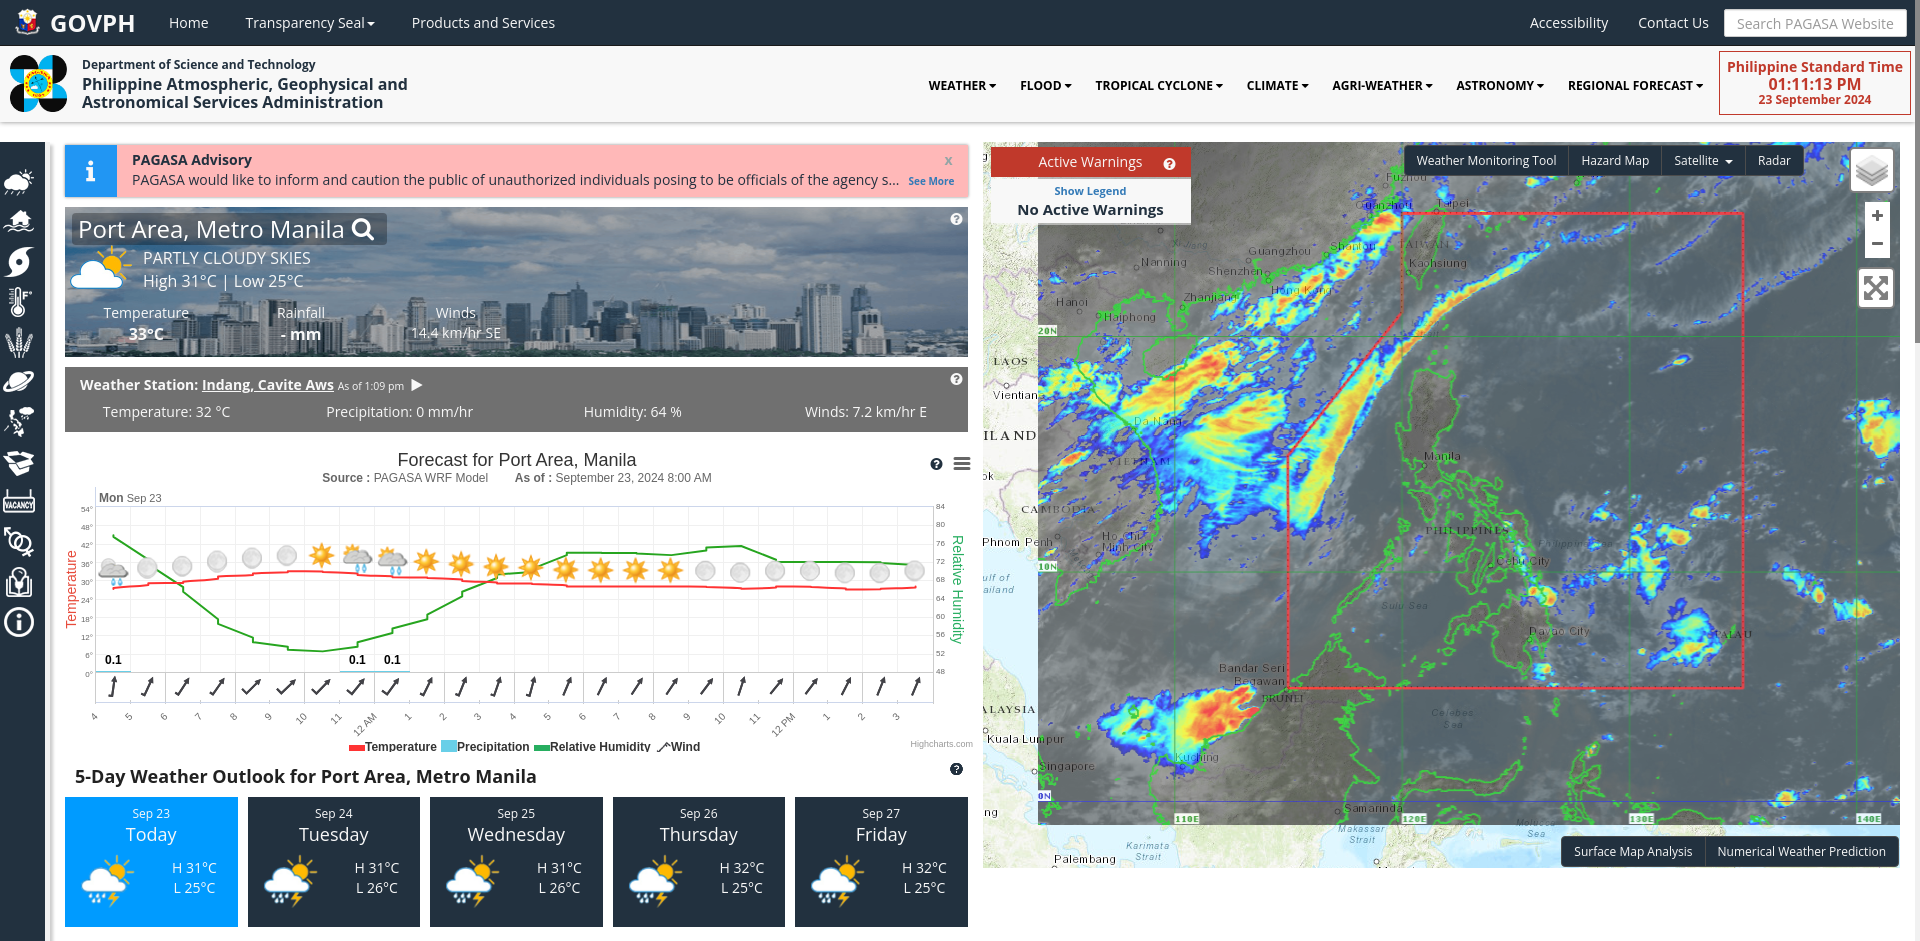 GOVPH
Home
Transparency Seal
Products and Services
Accessibility
Contact Us
Search PAGASA Website
Department of Science and Technology
Philippine Atmospheric, Geophysical and
Astronomical Services Administration
WEATHER
FLOOD
TROPICAL CYCLONE
CLIMATE
AGRI-WEATHER
ASTRONOMY
REGIONAL FORECAST
Philippine Standard Time
01:11:13 PM
23 September 2024
PAGASA Advisory
x
PAGASA would like to inform and caution the public of unauthorized individuals posing to be officials of the agency s... See More
Port Area, Metro Manila
PARTLY CLOUDY SKIES
High 31°C | Low 25°C
Temperature
Rainfall
Winds
33°C
- mm
14.4 km/hr SE
Weather Station: Indang, Cavite Aws As of 1:09 pm
Temperature: 32 °C
Precipitation: 0 mm/hr
Humidity: 64 %
Winds: 7.2 km/hr E
VACANCY
Forecast for Port Area, Manila
Source : PAGASA WRF Model As of : September 23, 2024 8:00 AM
Mon Sep 23
54°
48°
42°
36°
30°
24°
18°
12°
6°
0°
Temperature
84
80
76
72
68
64
60
56
52
48
Relative Humidity
0.1
0.1
0.1
4
5
6
7
8
9
10
11
12 AM
1
2
3
4
5
6
7
8
9
10
11
12 PM
1
2
3
Temperature Precipitation Relative Humidity Wind
Highcharts.com
5-Day Weather Outlook for Port Area, Metro Manila
Sep 23
Today
H 31°C
L 25°C
Sep 24
Tuesday
H 31°C
L 26°C
Sep 25
Wednesday
H 31°C
L 26°C
Sep 26
Thursday
H 32°C
L 25°C
Sep 27
Friday
H 32°C
L 25°C
Active Warnings
Show Legend
No Active Warnings
Weather Monitoring Tool
Hazard Map
Satellite
Radar
+
−
Fuzhou
Quanzhou
Taipei
Shantou
TAIWAN
Kaohsiung
Guangzhou
Nanning
Shenzhen
Hong Kong
Zhanjiang
Hanoi
Haiphong
20N
LAOS
Vientian
Da Nang
ILAND
VIETNAM
ok
CAMBODIA
Phnom Penh
Ho Chi
Minh City
10N
ulf of
ailand
Manila
PHILIPPINES
Cebu City
Sulu Sea
Davao City
PALAU
Bandar Seri
Begawan
BRUNEI
ALAYSIA
Kuala Lumpur
Kuching
Singapore
Celebes
Sea
0N
ng
Samarinda
110E
120E
130E
140E
Makassar
Strait
Sea
Karimata
Strait
Palembang
Surface Map Analysis
Numerical Weather Prediction